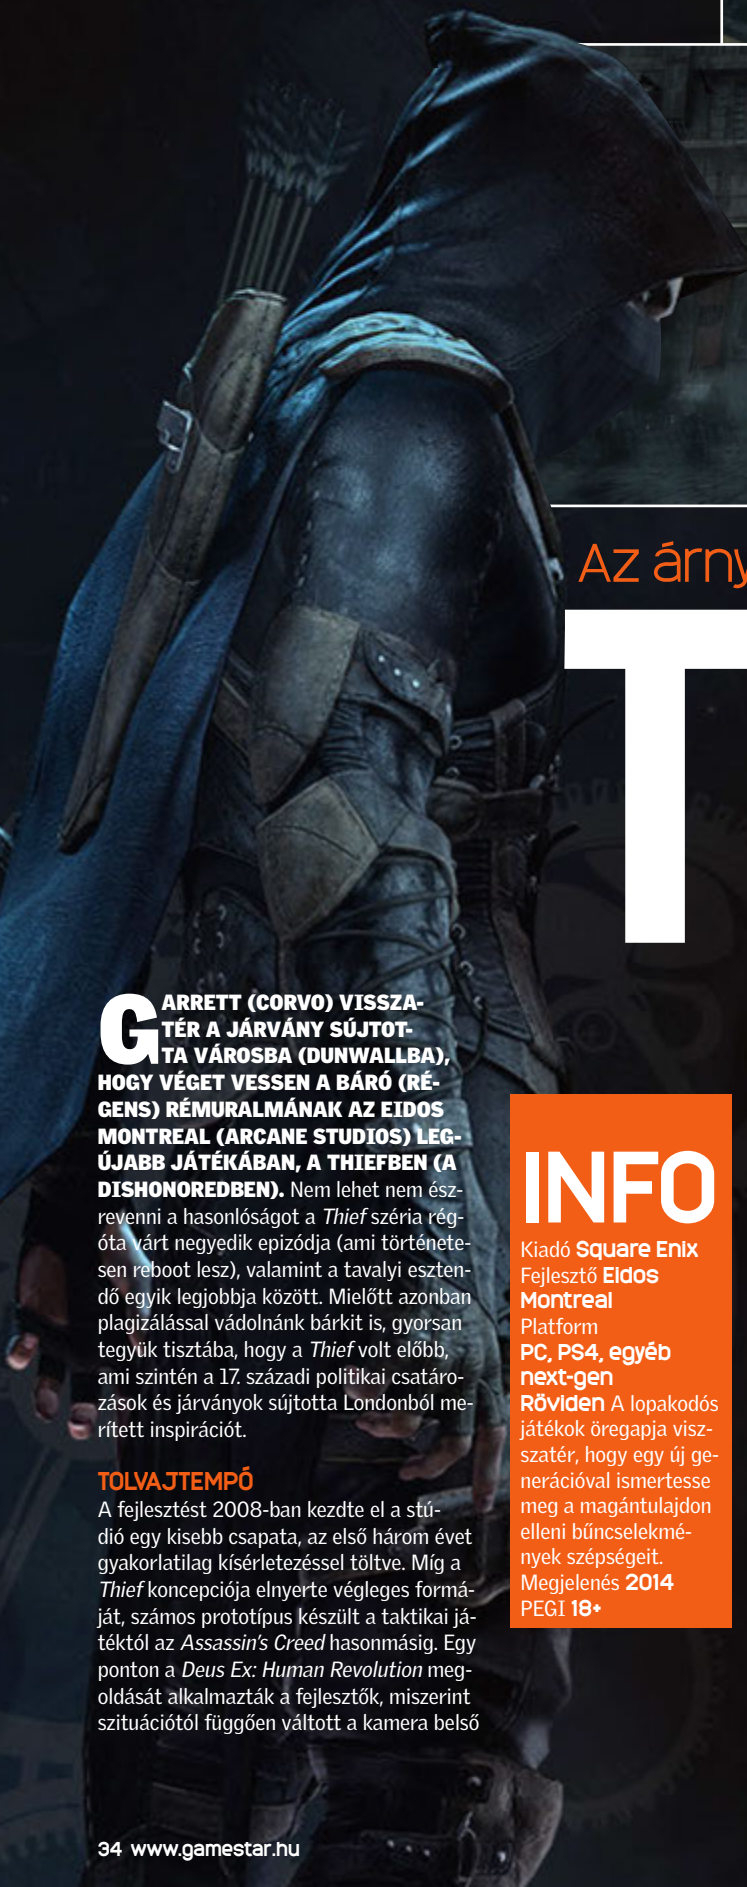 Az árny
T
GARRETT (CORVO) VISSZA-
TÉR A JÁRVÁNY SÚJTOT-
TA VÁROSBA (DUNWALLBA),
HOGY VÉGET VESSEN A BÁRÓ (RÉ-
GENS) RÉMURALMÁNAK AZ EIDOS
MONTREAL (ARCANE STUDIOS) LEG-
ÚJABB JÁTÉKÁBAN, A THIEFBEN (A
DISHONOREDBEN). Nem lehet nem ész-
revenni a hasonlóságot a Thief széria rég-
óta várt negyedik epizódja (ami története-
sen reboot lesz), valamint a tavalyi eszten-
dő egyik legjobbja között. Mielőtt azonban
plagizálással vádolnánk bárkit is, gyorsan
tegyük tisztába, hogy a Thief volt előbb,
ami szintén a 17. századi politikai csatáro-
zások és járványok sújtotta Londonból me-
rített inspirációt.
TOLVAJTEMPÓ
A fejlesztést 2008-ban kezdte el a stú-
dió egy kisebb csapata, az első három évet
gyakorlatilag kísérletezéssel töltve. Míg a
Thief koncepciója elnyerte végleges formá-
ját, számos prototípus készült a taktikai já-
téktól az Assassin's Creed hasonmásig. Egy
ponton a Deus Ex: Human Revolution meg-
oldását alkalmazták a fejlesztők, miszerint
szituációtól függően váltott a kamera belső
INFO
Kiadó Square Enix
Fejlesztő Eidos
Montreal
Platform
PC, PS4, egyéb
next-gen
Röviden A lopakodós
játékok öregapja visz-
szatér, hogy egy új ge-
nerációval ismertesse
meg a magántulajdon
elleni bűncselekmé-
nyek szépségeit.
Megjelenés 2014
PEGI 18+
34 www.gamestar.hu